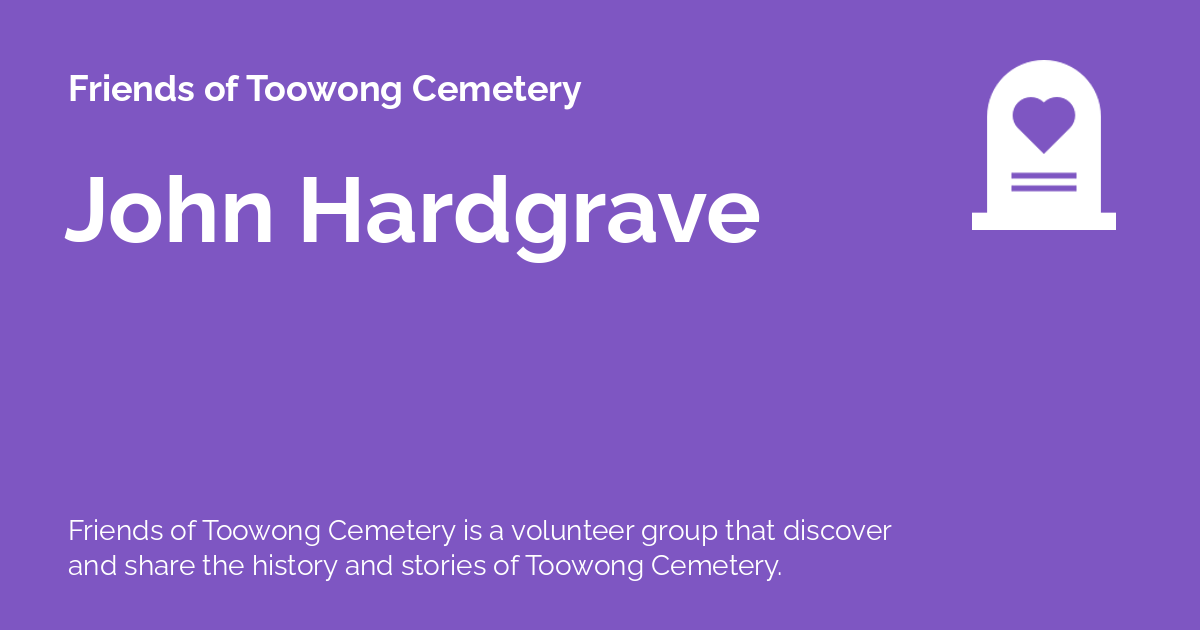 Friends of Toowong Cemetery
John Hardgrave
Friends of Toowong Cemetery is a volunteer group that discover
and share the history and stories of Toowong Cemetery.